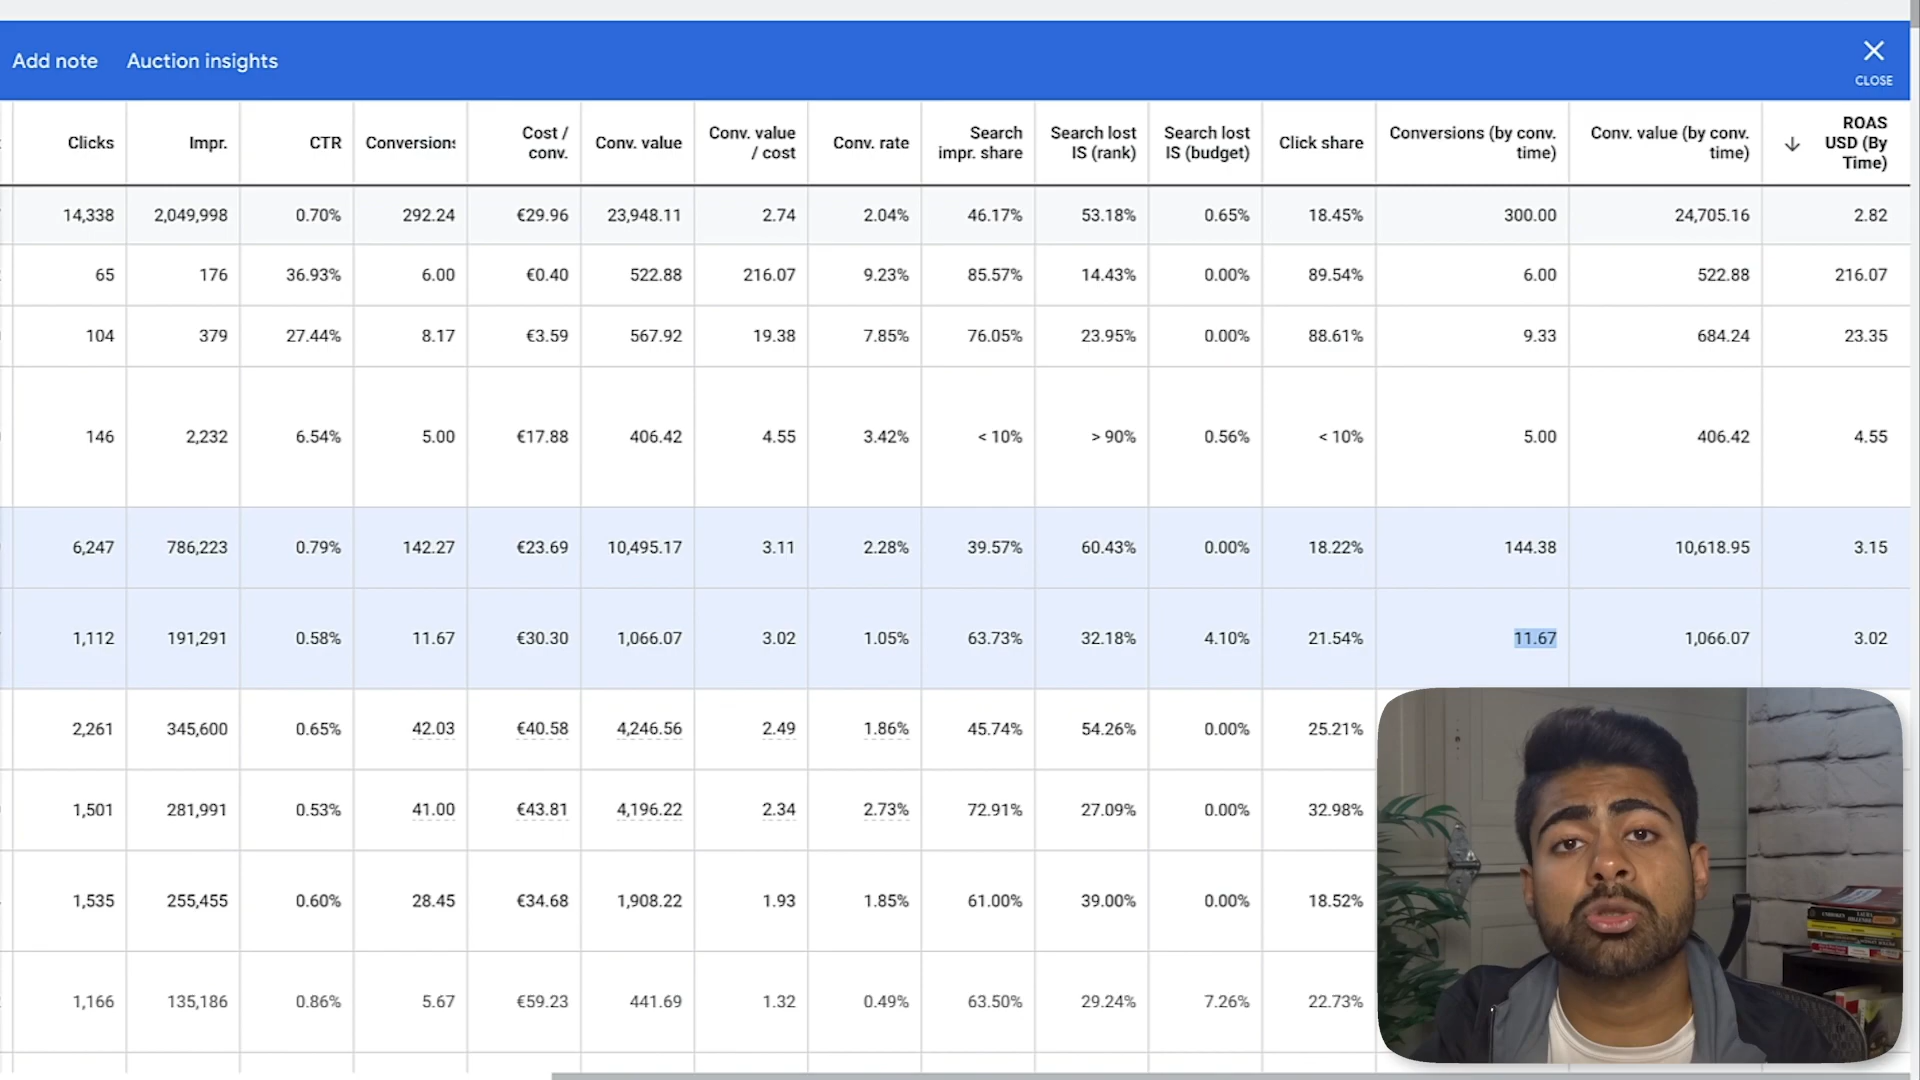 Add note Auction insights
CLOSE
Clicks Impr. CTR Conversions Cost / conv. Conv. value Conv. value / cost Conv. rate Search impr. share Search lost IS (rank) Search lost IS (budget) Click share Conversions (by conv. time) Conv. value (by conv. time) ROAS USD (By Time)
14,338 2,049,998 0.70% 292.24 €29.96 23,948.11 2.74 2.04% 46.17% 53.18% 0.65% 18.45% 300.00 24,705.16 2.82
65 176 36.93% 6.00 €0.40 522.88 216.07 9.23% 85.57% 14.43% 0.00% 89.54% 6.00 522.88 216.07
104 379 27.44% 8.17 €3.59 567.92 19.38 7.85% 76.05% 23.95% 0.00% 88.61% 9.33 684.24 23.35
146 2,232 6.54% 5.00 €17.88 406.42 4.55 3.42% < 10% > 90% 0.56% < 10% 5.00 406.42 4.55
6,247 786,223 0.79% 142.27 €23.69 10,495.17 3.11 2.28% 39.57% 60.43% 0.00% 18.22% 144.38 10,618.95 3.15
1,112 191,291 0.58% 11.67 €30.30 1,066.07 3.02 1.05% 63.73% 32.18% 4.10% 21.54% 11.67 1,066.07 3.02
2,261 345,600 0.65% 42.03 €40.58 4,246.56 2.49 1.86% 45.74% 54.26% 0.00% 25.21%
1,501 281,991 0.53% 41.00 €43.81 4,196.22 2.34 2.73% 72.91% 27.09% 0.00% 32.98%
1,535 255,455 0.60% 28.45 €34.68 1,908.22 1.93 1.85% 61.00% 39.00% 0.00% 18.52%
1,166 135,186 0.86% 5.67 €59.23 441.69 1.32 0.49% 63.50% 29.24% 7.26% 22.73%